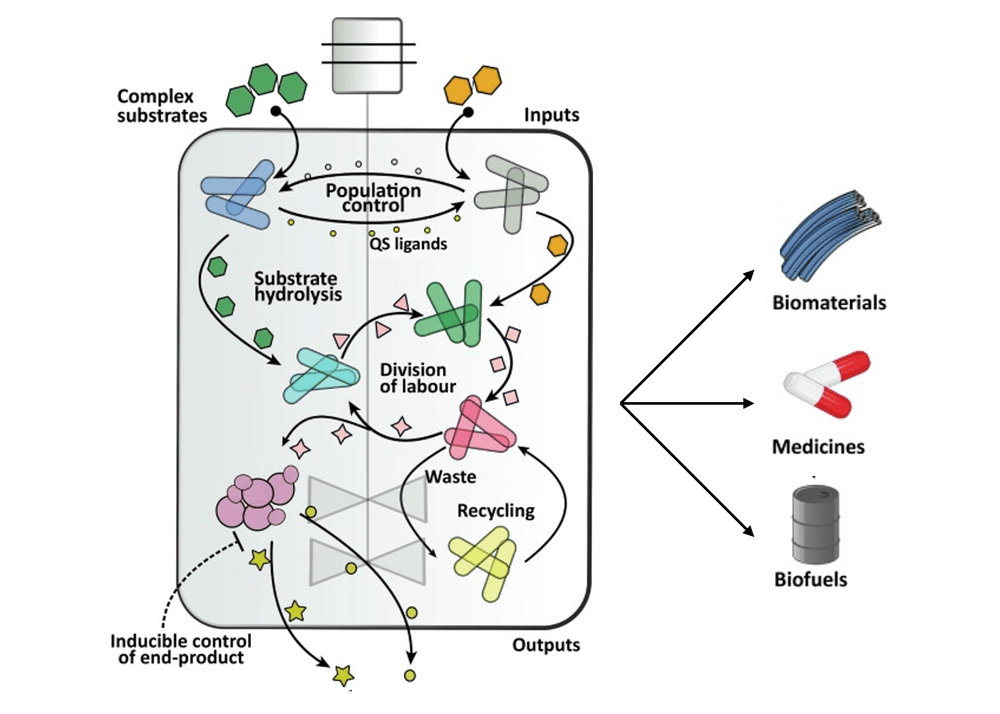 Complex
substrates
Inputs
Population
control
QS ligands
Substrate
hydrolysis
Division
of labour
Waste
Recycling
Inducible control
of end-product
Outputs
Biomaterials
Medicines
Biofuels